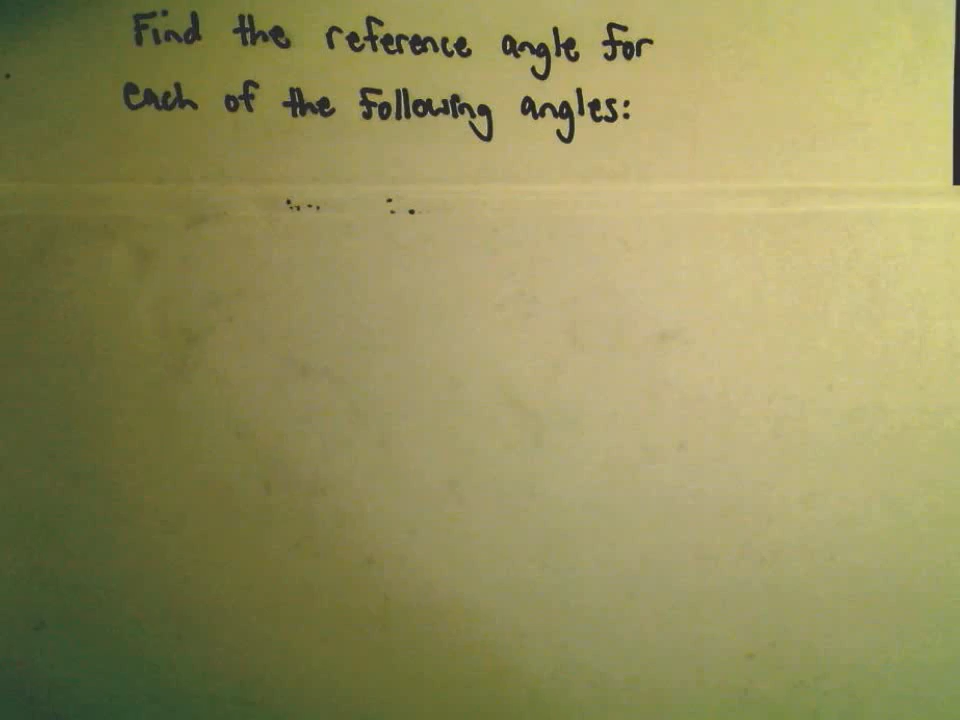 Find the reference angle for
each of the following angles: